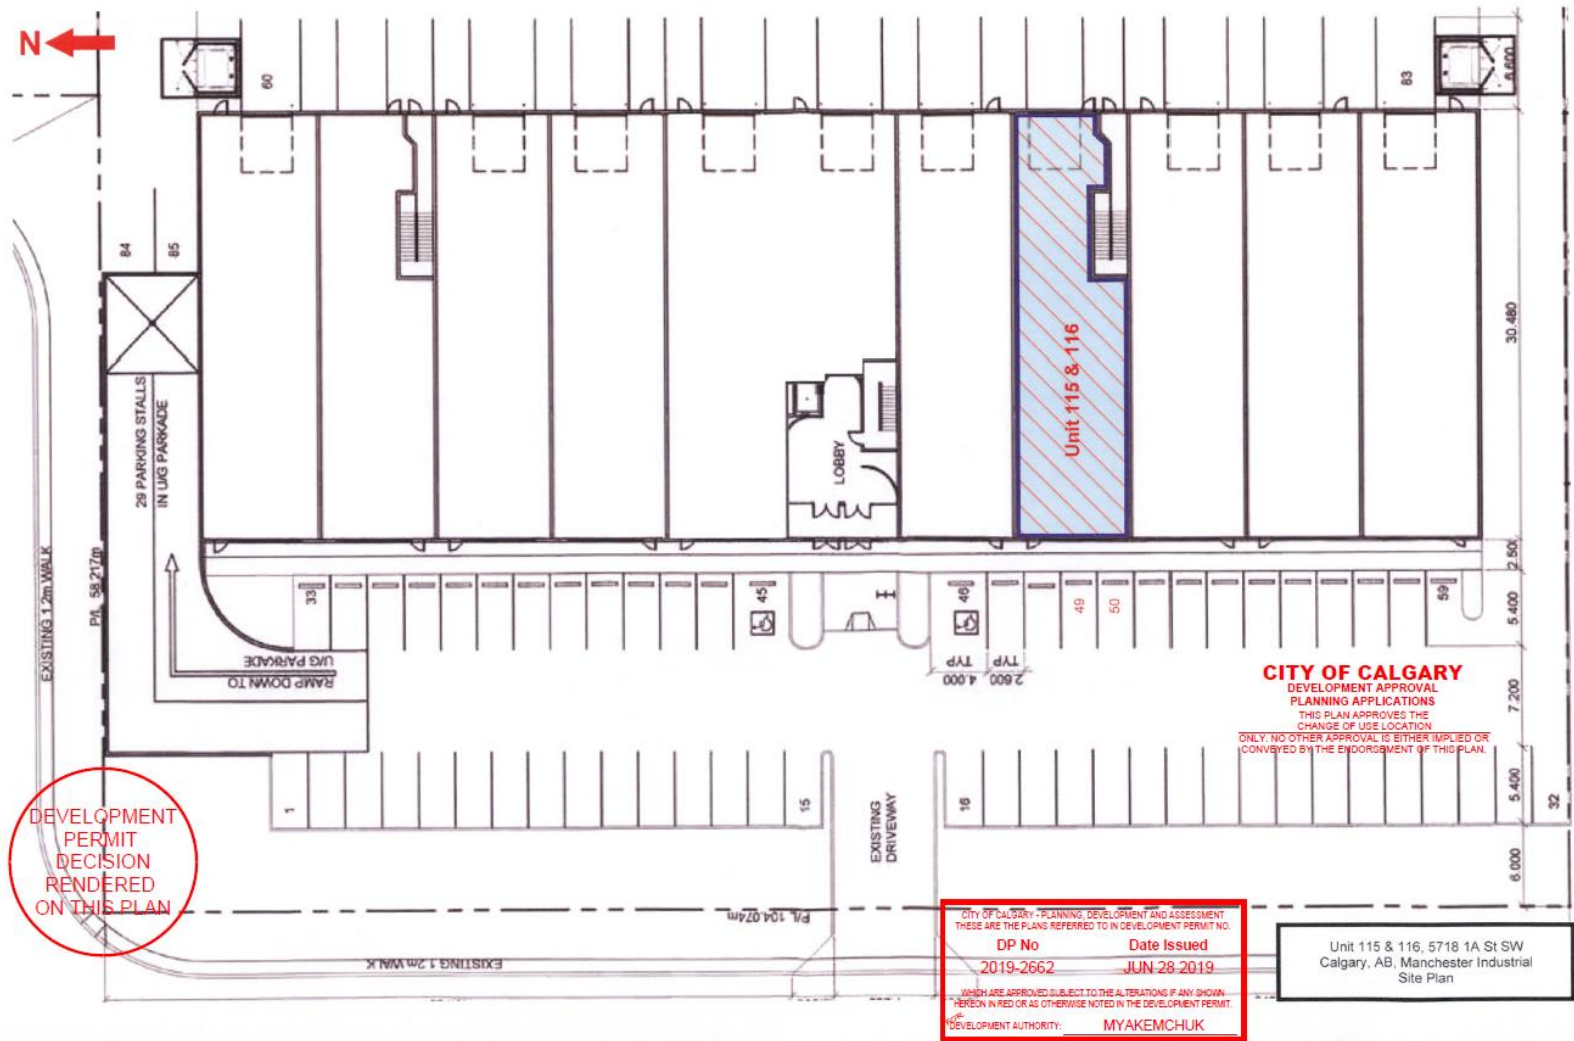 N
60
83
6.600
84
85
29 PARKING STALLS
IN U/G PARKADE
Unit 115 & 116
30.480
LOBBY
EXISTING 1.2m WALK
P/L 58.217m
2.500
33
45
H
46
49
50
59
5.400
U/G PARKADE
RAMP DOWN TO
TYP
4.000
TYP
2.600
7.200
CITY OF CALGARY
DEVELOPMENT APPROVAL
PLANNING APPLICATIONS
THIS PLAN APPROVES THE
CHANGE OF USE LOCATION
ONLY. NO OTHER APPROVAL IS EITHER IMPLIED OR
CONVEYED BY THE ENDORSEMENT OF THIS PLAN.
1
15
16
32
5.400
EXISTING
DRIVEWAY
6.000
DEVELOPMENT
PERMIT
DECISION
RENDERED
ON THIS PLAN
P/L 104.074m
EXISTING 1.2m WALK
CITY OF CALGARY - PLANNING, DEVELOPMENT AND ASSESSMENT
THESE ARE THE PLANS REFERRED TO IN DEVELOPMENT PERMIT NO.
DP No Date Issued
2019-2662 JUN 28 2019
WHICH ARE APPROVED SUBJECT TO THE ALTERATIONS IF ANY SHOWN
HEREON IN RED OR AS OTHERWISE NOTED IN THE DEVELOPMENT PERMIT.
FOR
DEVELOPMENT AUTHORITY: MYAKEMCHUK
Unit 115 & 116, 5718 1A St SW
Calgary, AB, Manchester Industrial
Site Plan